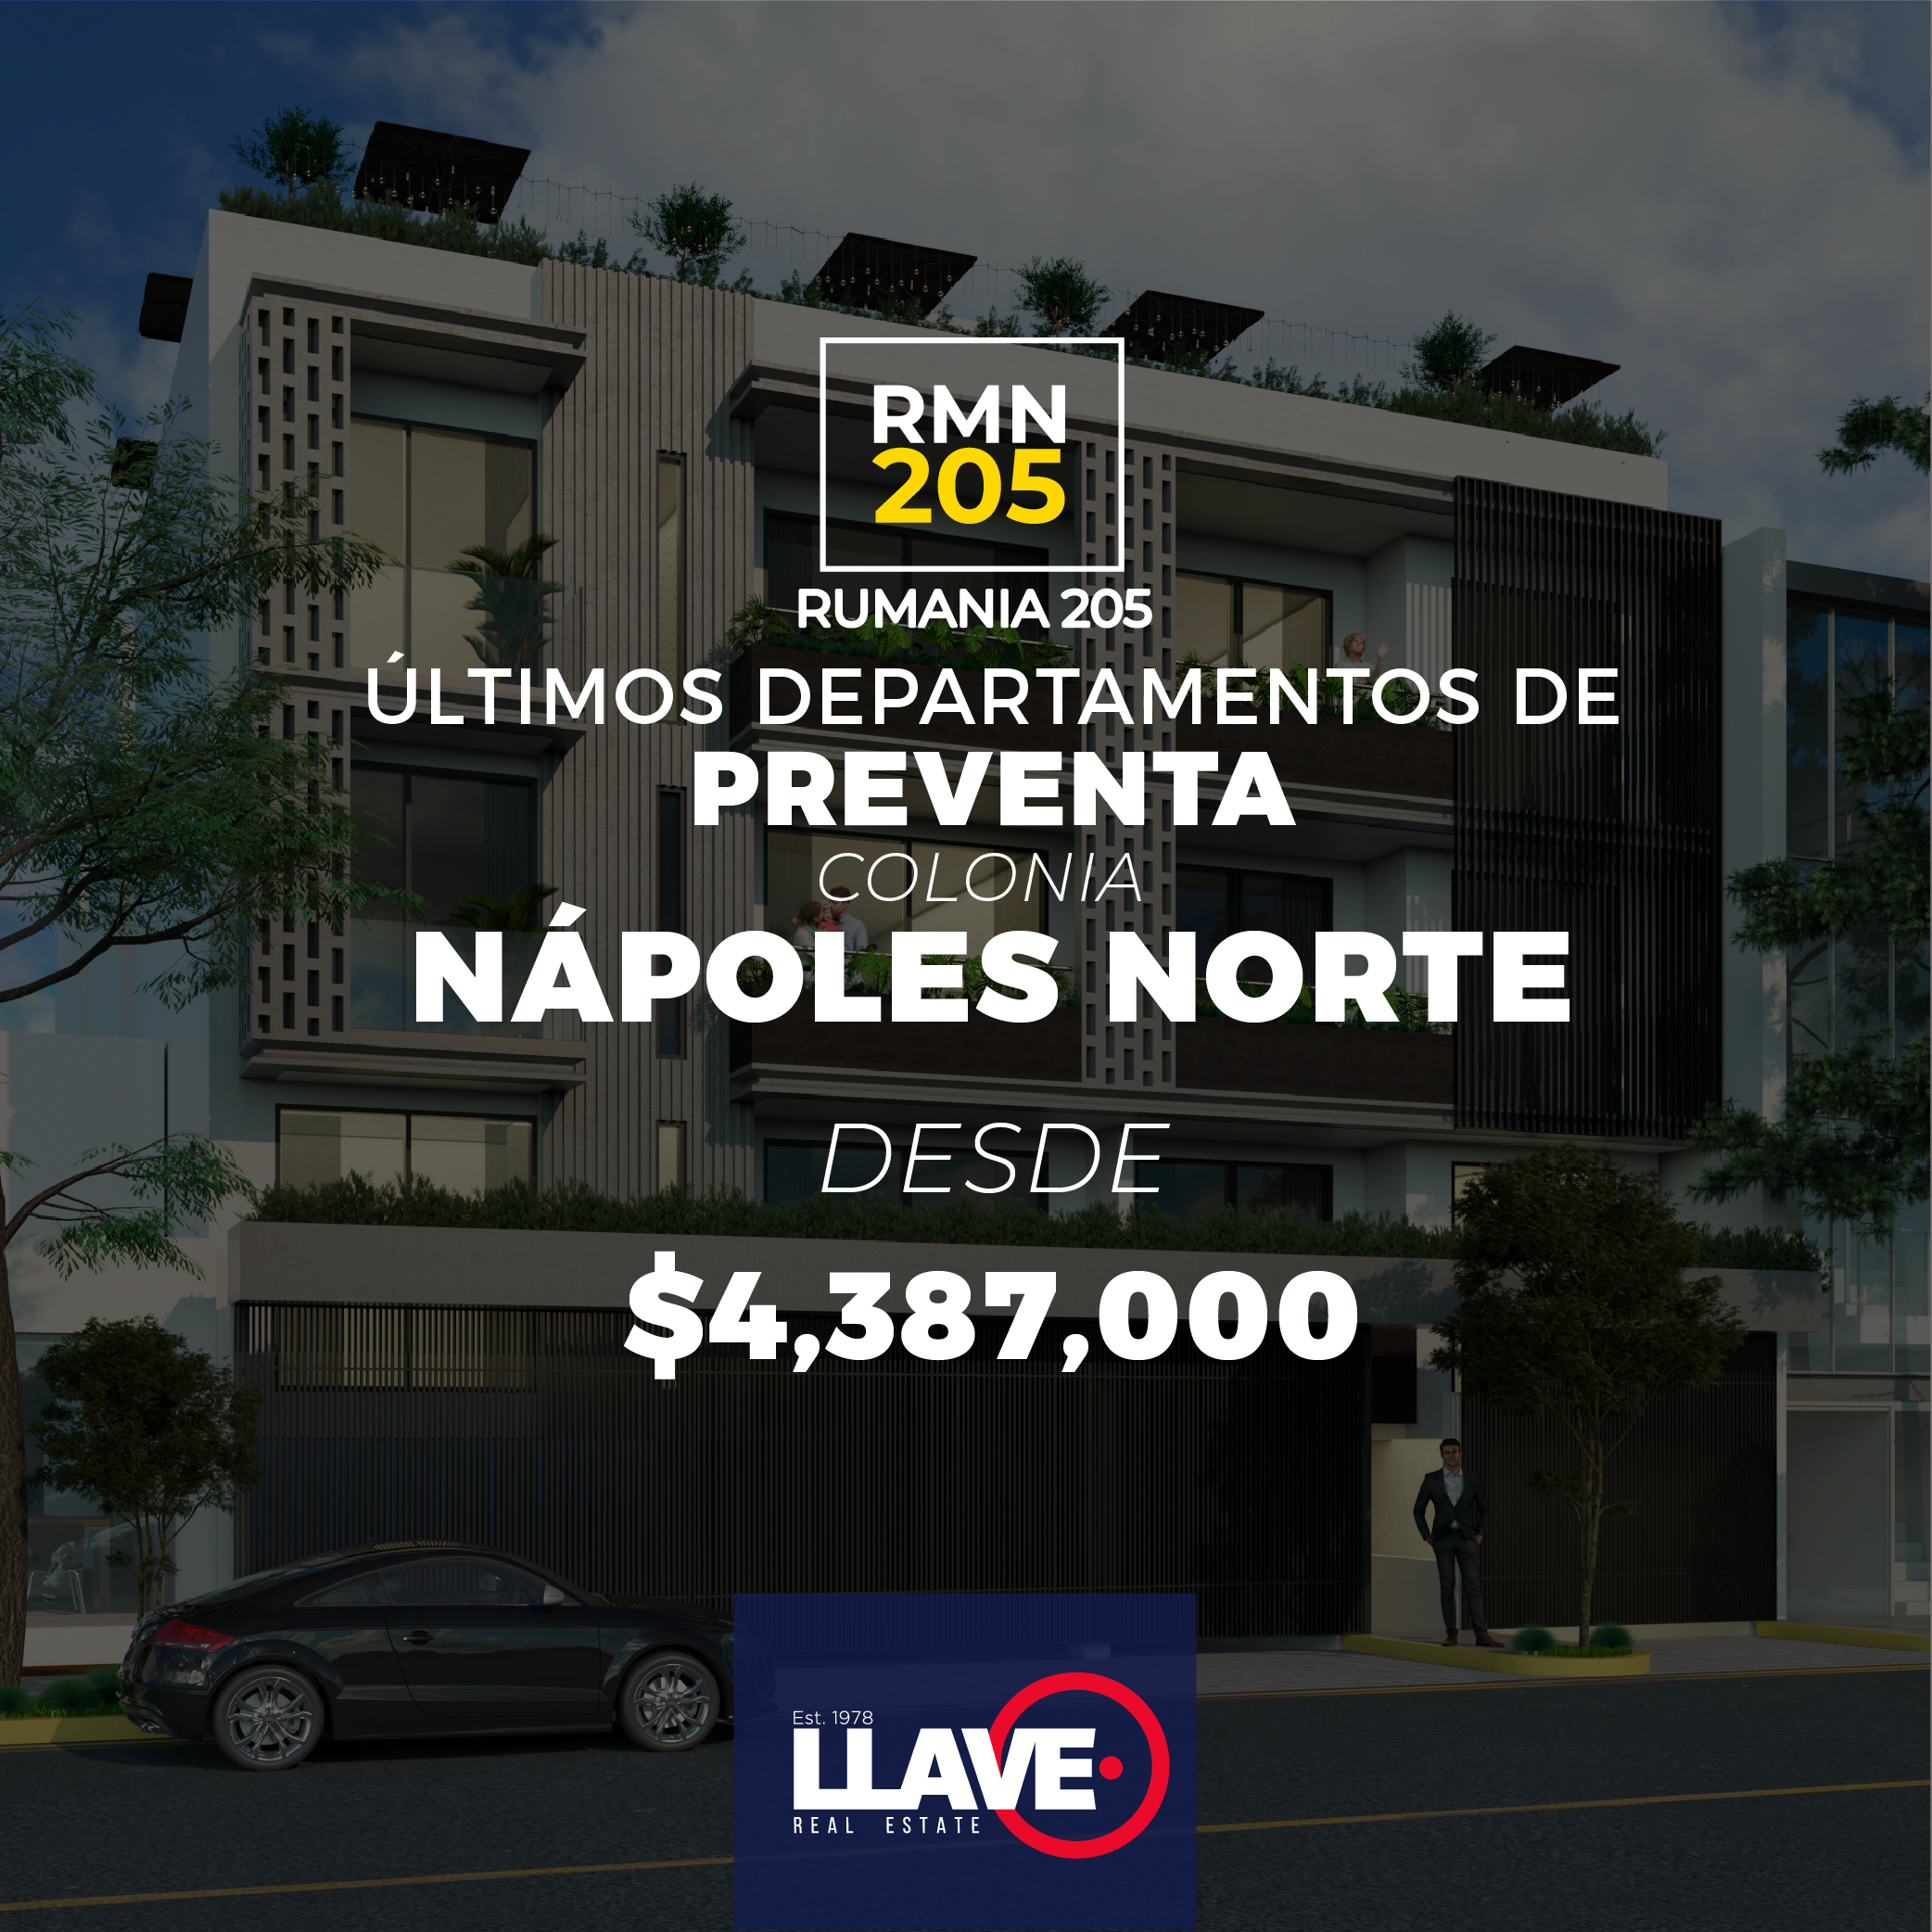 RMN
205
RUMANIA 205
ÚLTIMOS DEPARTAMENTOS DE
PREVENTA
COLONIA
NÁPOLES NORTE
DESDE
$4,387,000
Est. 1978
LLAVE
REAL ESTATE